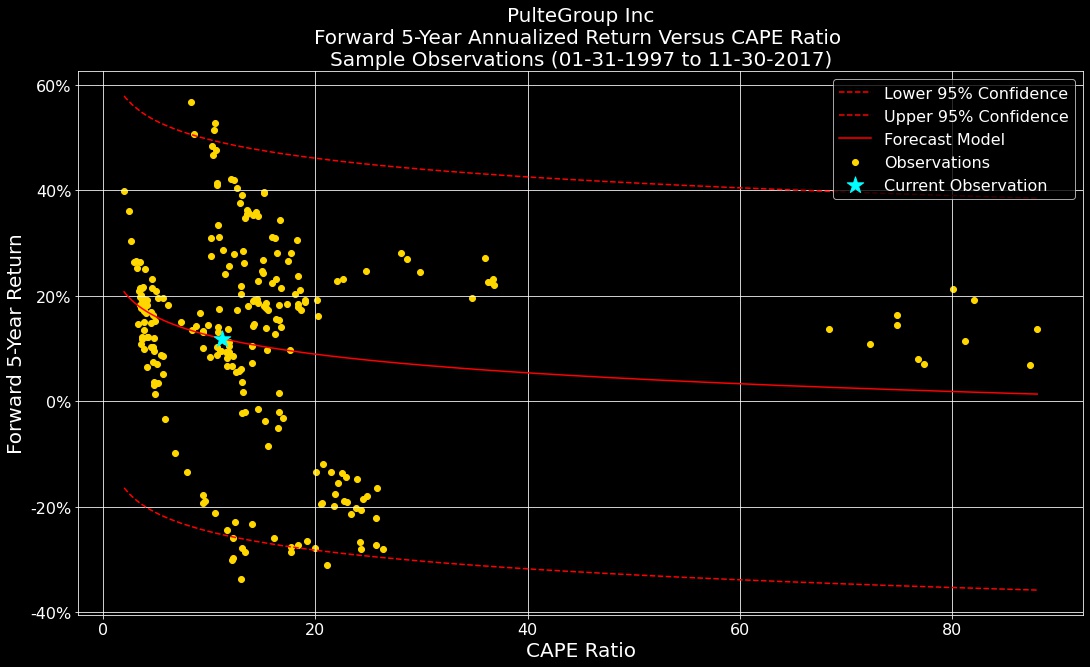 PulteGroup Inc
Forward 5-Year Annualized Return Versus CAPE Ratio
Sample Observations (01-31-1997 to 11-30-2017)
Lower 95% Confidence
Upper 95% Confidence
Forecast Model
Observations
Current Observation
Forward 5-Year Return
60%
40%
20%
0%
-20%
-40%
0
20
40
60
80
CAPE Ratio